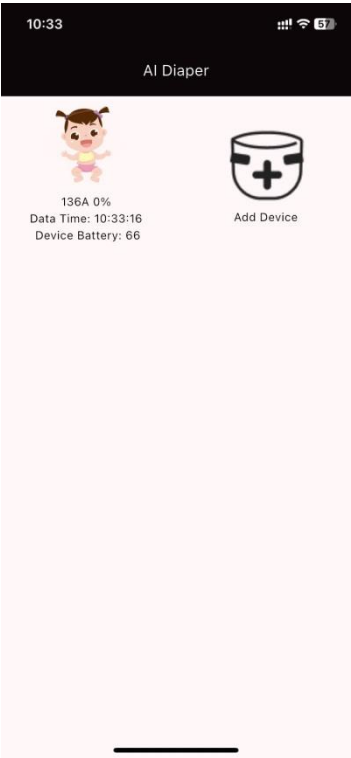 10:33
57
AI Diaper
136A 0%
Data Time: 10:33:16
Device Battery: 66
Add Device